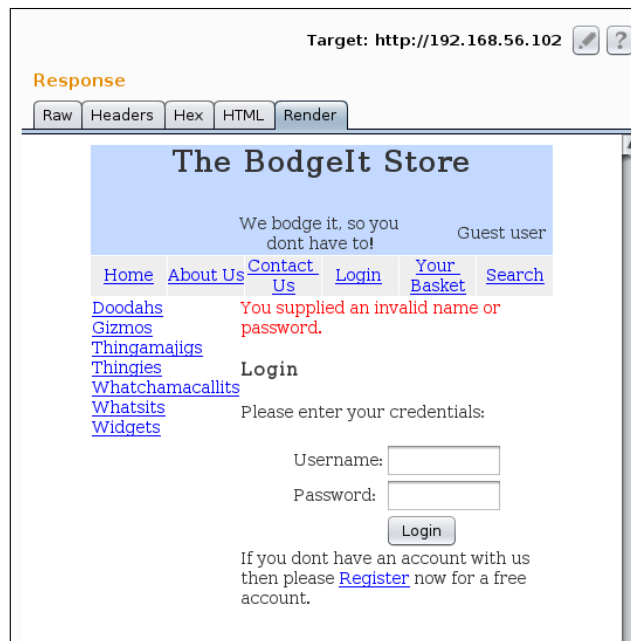 Target: http://192.168.56.102
?
Response
Raw Headers Hex HTML Render
The BodgeIt Store
We bodge it, so you
dont have to!
Guest user
Home About Us Contact
Us Login Your
Basket Search
Doodahs
Gizmos
Thingamajigs
Thingies
Whatchamacallits
Whatsits
Widgets
You supplied an invalid name or
password.
Login
Please enter your credentials:
Username:
Password:
Login
If you dont have an account with us
then please Register now for a free
account.